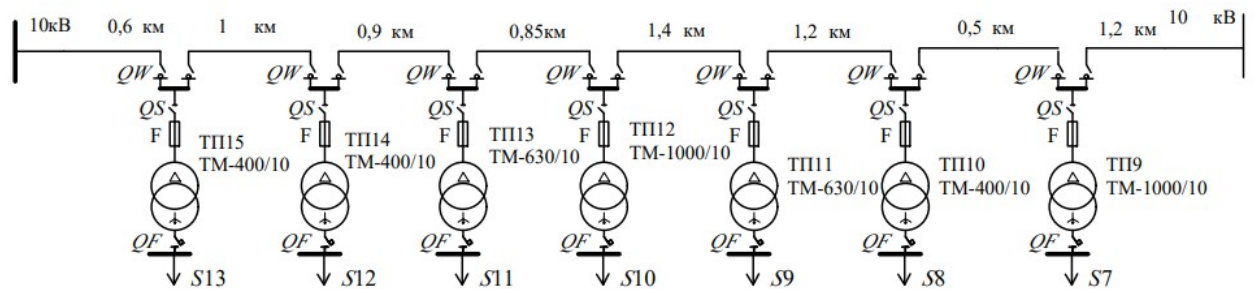 10кВ 0,6 км 1 км 0,9 км 0,85км 1,4 км 1,2 км 0,5 км 1,2 км 10 кВ
QW QW QW QW QW QW QW
QS QS QS QS QS QS QS
F F F F F F F
ТП15
ТМ-400/10
ТП14
ТМ-400/10
ТП13
ТМ-630/10
ТП12
ТМ-1000/10
ТП11
ТМ-630/10
ТП10
ТМ-400/10
ТП9
ТМ-1000/10
QF QF QF QF QF QF QF
S13 S12 S11 S10 S9 S8 S7